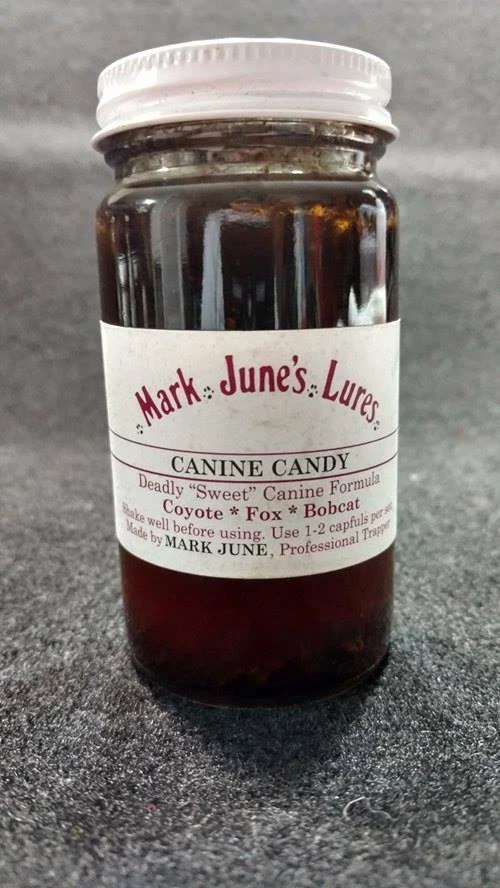 Mark June's Lures
CANINE CANDY
Deadly "Sweet" Canine Formula
Coyote * Fox * Bobcat
Shake well before using. Use 1-2 capfuls per set
Made by MARK JUNE, Professional Trapper